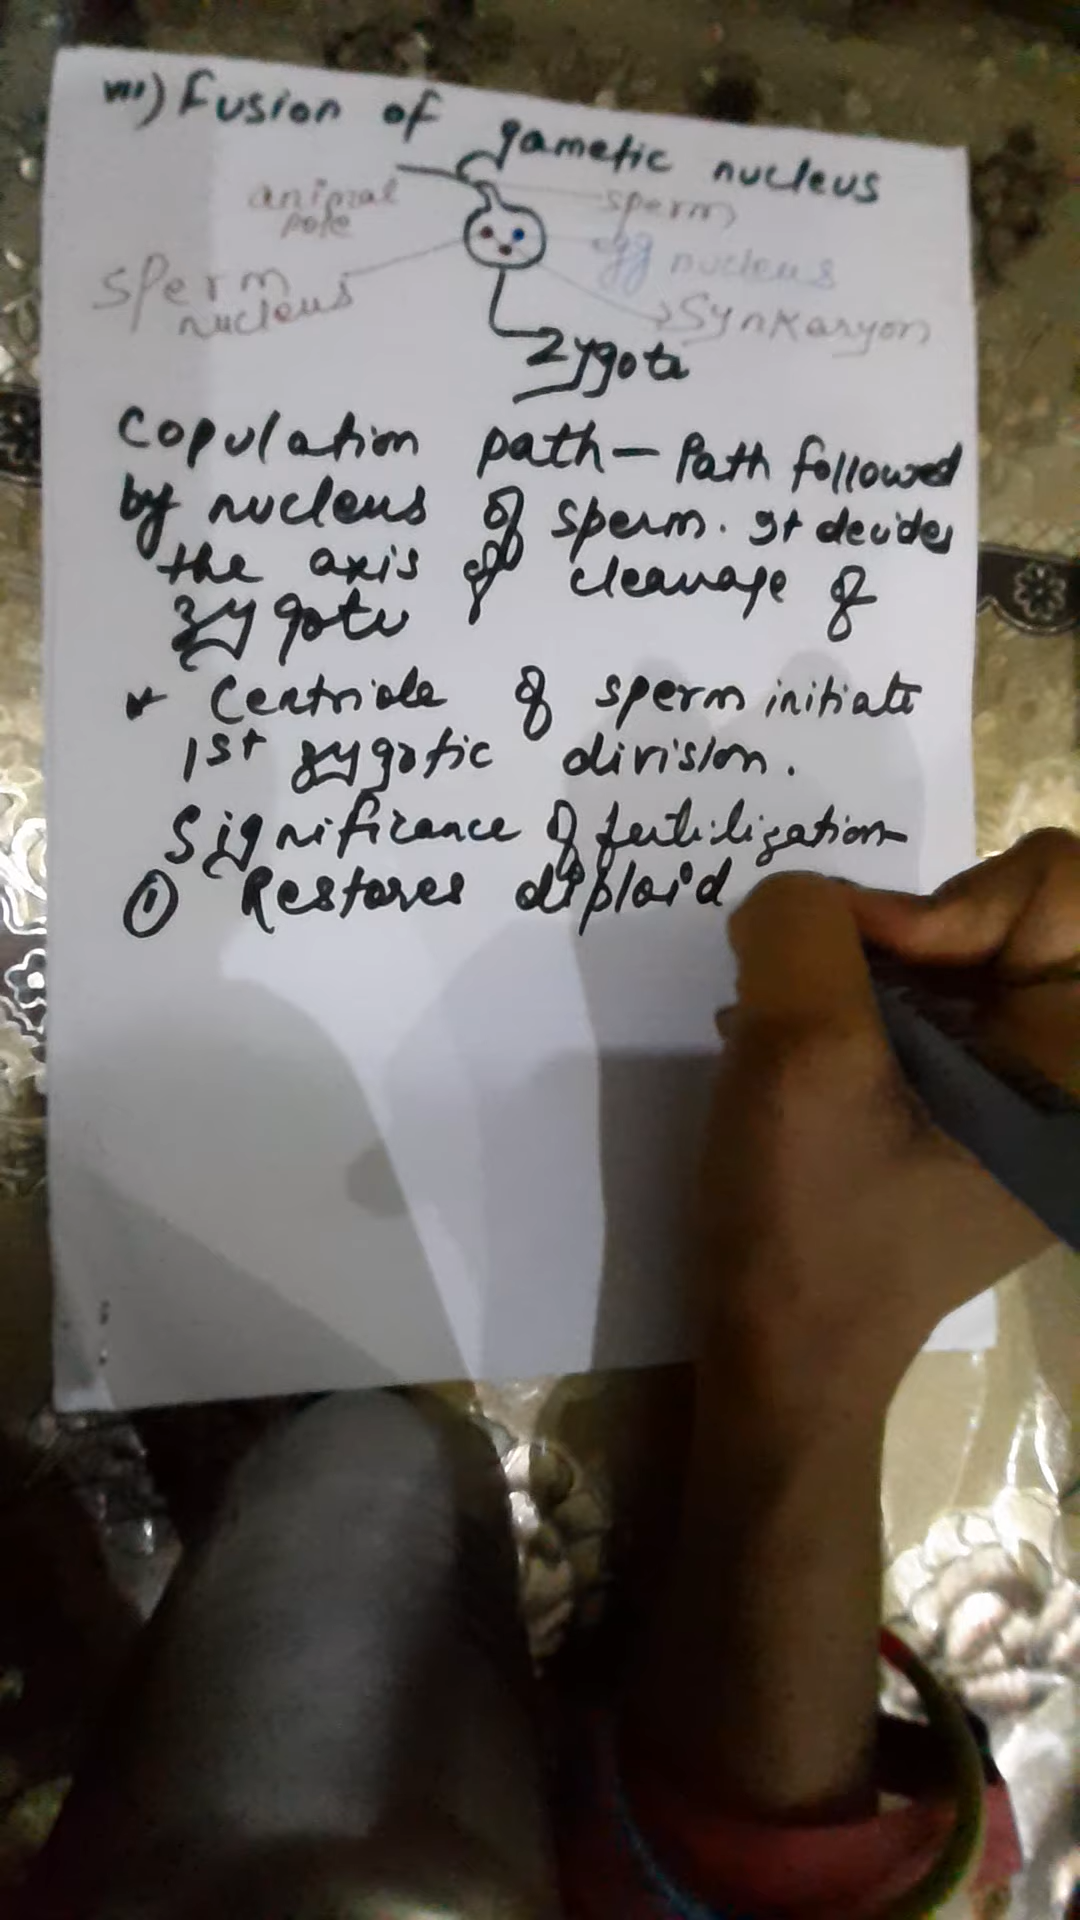 viii) Fusion of gametic nucleus
animal pole
sperm
egg nucleus
Sperm nucleus
Synkaryon
Zygote
Copulation path – Path followed
by nucleus of sperm. It decides
the axis of cleavage of
zygote
* Centriole of sperm initiate
1st zygotic division.
Significance of fertilization
① Restores diploid